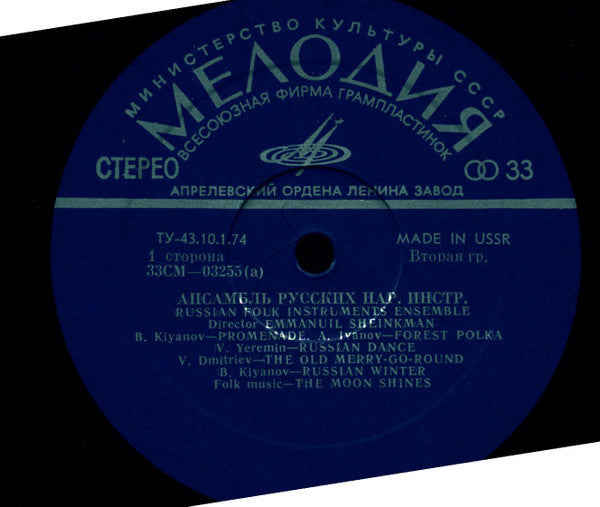 МИНИСТЕРСТВО КУЛЬТУРЫ СССР
МЕЛОДИЯ
ВСЕСОЮЗНАЯ ФИРМА ГРАМПЛАСТИНОК
СТЕРЕО 33
АПРЕЛЕВСКИЙ ОРДЕНА ЛЕНИНА ЗАВОД
ТУ-43.10.1.74 MADE IN USSR
1 сторона Вторая гр.
33СМ—03255(а)
АНСАМБЛЬ РУССКИХ НАР. ИНСТР.
RUSSIAN FOLK INSTRUMENTS ENSEMBLE
Director EMMANUIL SHEINKMAN
B. Kiyanov—PROMENADE. A. Ivanov—FOREST POLKA
V. Yeremin—RUSSIAN DANCE
V. Dmitriev—THE OLD MERRY-GO-ROUND
B. Kiyanov—RUSSIAN WINTER
Folk music—THE MOON SHINES